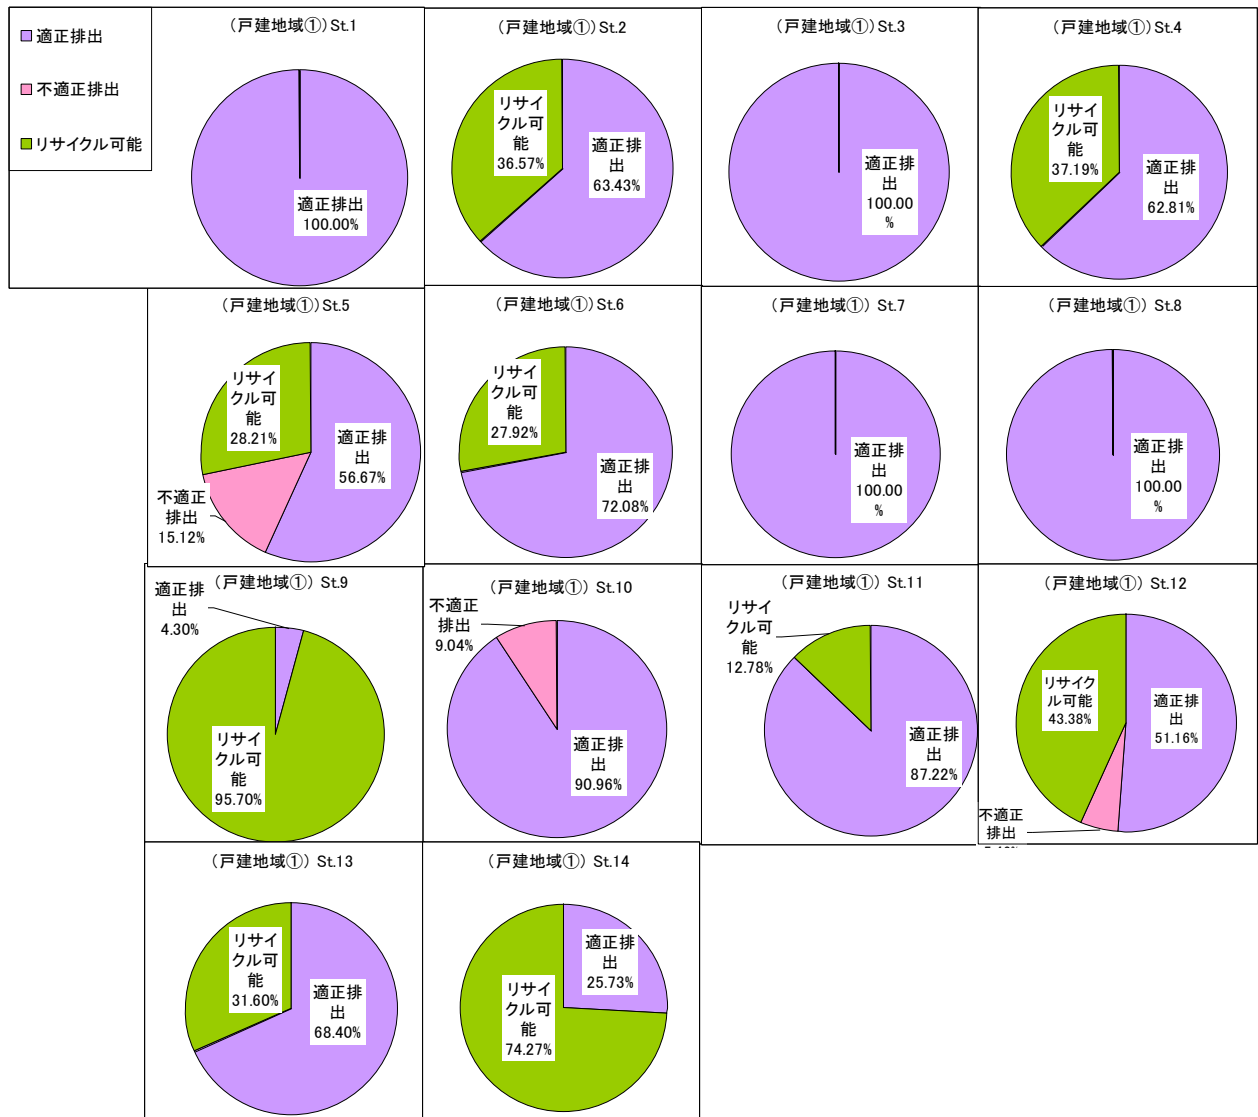 適正排出
不適正排出
リサイクル可能
(戸建地域①) St.1
適正排出
100.00%
(戸建地域①) St.2
リサイ
クル可
能
36.57%
適正排
出
63.43%
(戸建地域①) St.3
適正排
出
100.00
%
(戸建地域①) St.4
リサイ
クル可
能
37.19%
適正排
出
62.81%
(戸建地域①) St.5
リサイ
クル可
能
28.21%
適正排
出
56.67%
不適正
排出
15.12%
(戸建地域①) St.6
リサイ
クル可
能
27.92%
適正排
出
72.08%
(戸建地域①) St.7
適正排
出
100.00
%
(戸建地域①) St.8
適正排
出
100.00
%
(戸建地域①) St.9
適正排
出
4.30%
リサイ
クル可
能
95.70%
(戸建地域①) St.10
不適正
排出
9.04%
適正排
出
90.96%
(戸建地域①) St.11
リサイ
クル可
能
12.78%
適正排
出
87.22%
(戸建地域①) St.12
リサイク
ル可能
43.38%
適正排
出
51.16%
不適正
排出
(戸建地域①) St.13
リサイ
クル可
能
31.60%
適正排
出
68.40%
(戸建地域①) St.14
適正排
出
25.73%
リサイ
クル可
能
74.27%